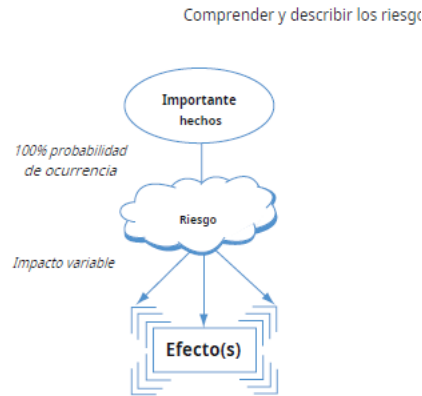 Comprender y describir los riesgo
Importante
hechos
100% probabilidad
de ocurrencia
Riesgo
Impacto variable
Efecto(s)